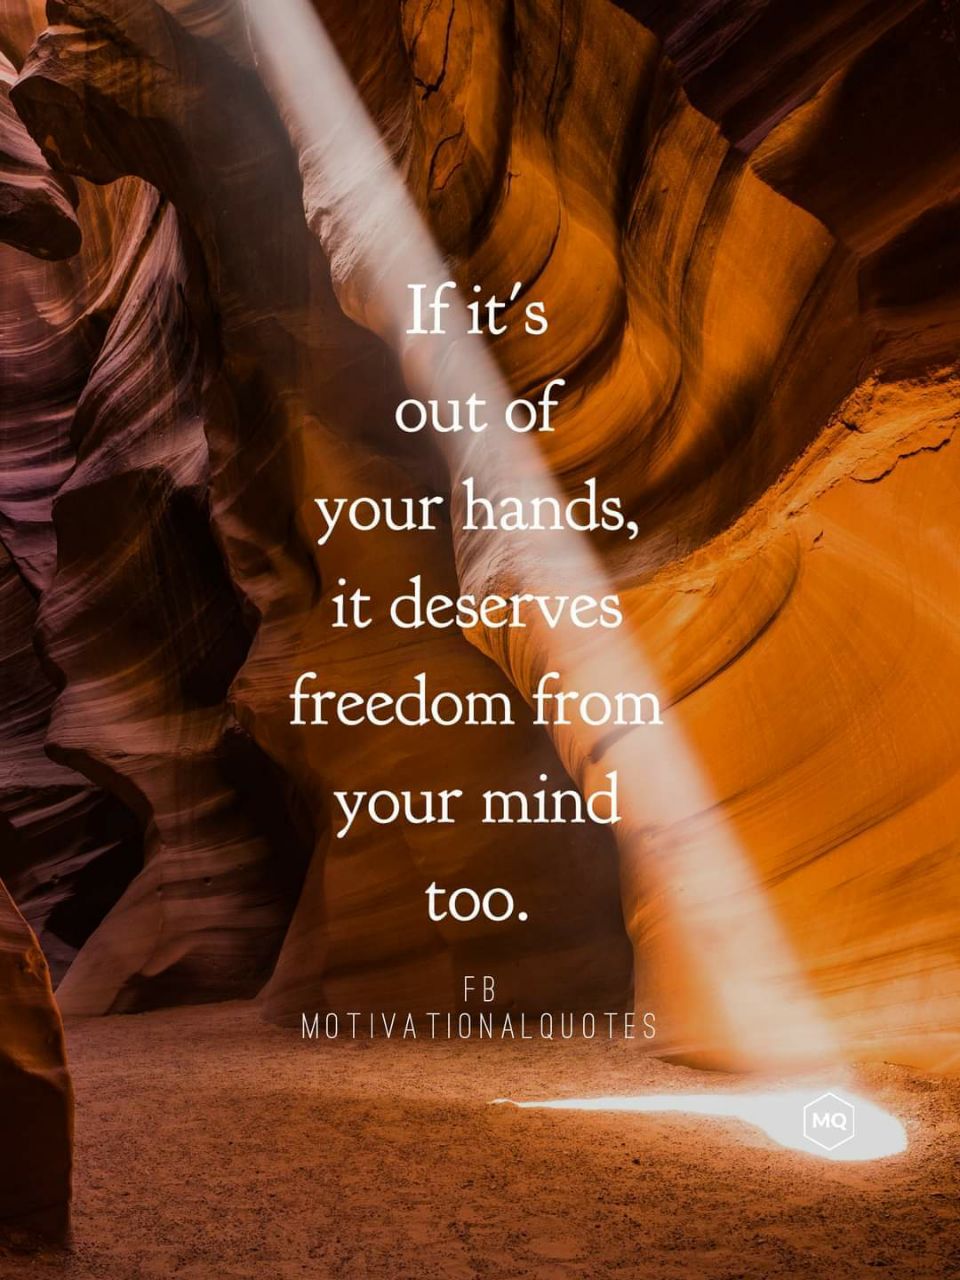 If it's
out of
your hands,
it deserves
freedom from
your mind
too.
FB
MOTIVATIONALQUOTES
MQ